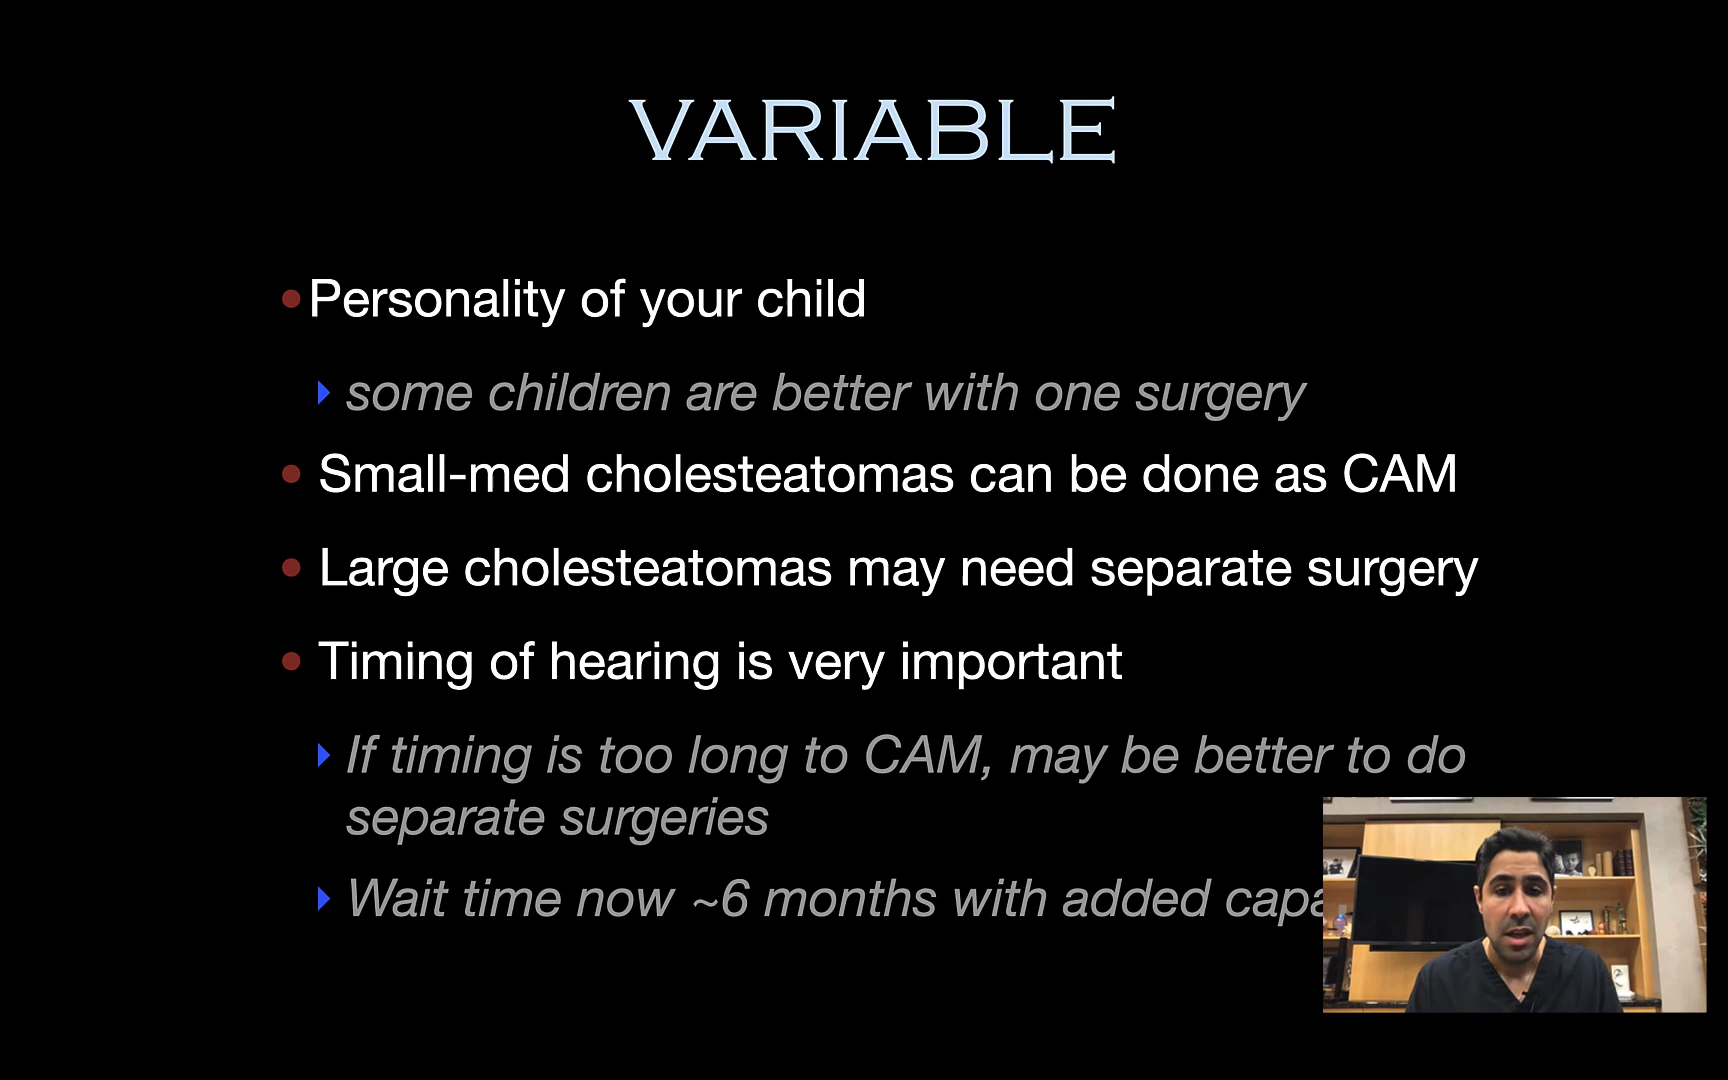 VARIABLE
Personality of your child
some children are better with one surgery
Small-med cholesteatomas can be done as CAM
Large cholesteatomas may need separate surgery
Timing of hearing is very important
If timing is too long to CAM, may be better to do
separate surgeries
Wait time now ~6 months with added